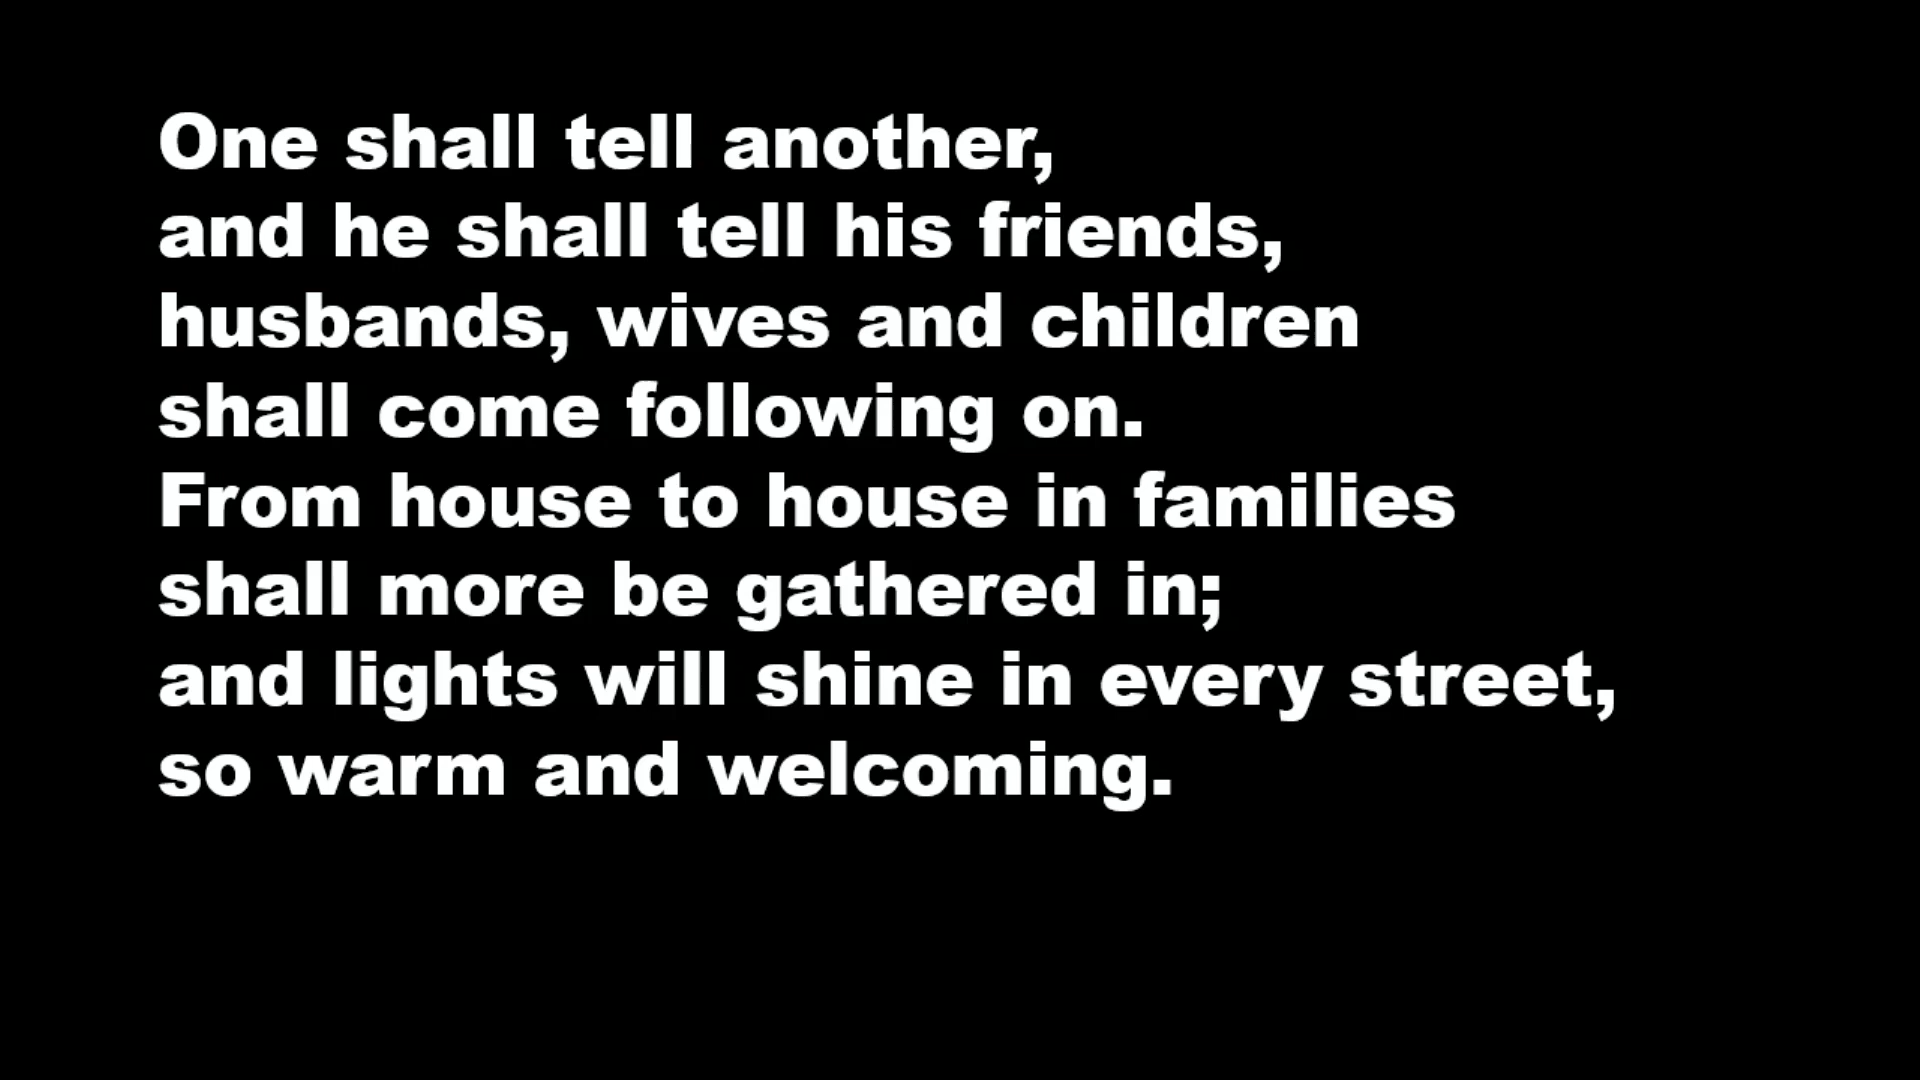 One shall tell another,
and he shall tell his friends,
husbands, wives and children
shall come following on.
From house to house in families
shall more be gathered in;
and lights will shine in every street,
so warm and welcoming.